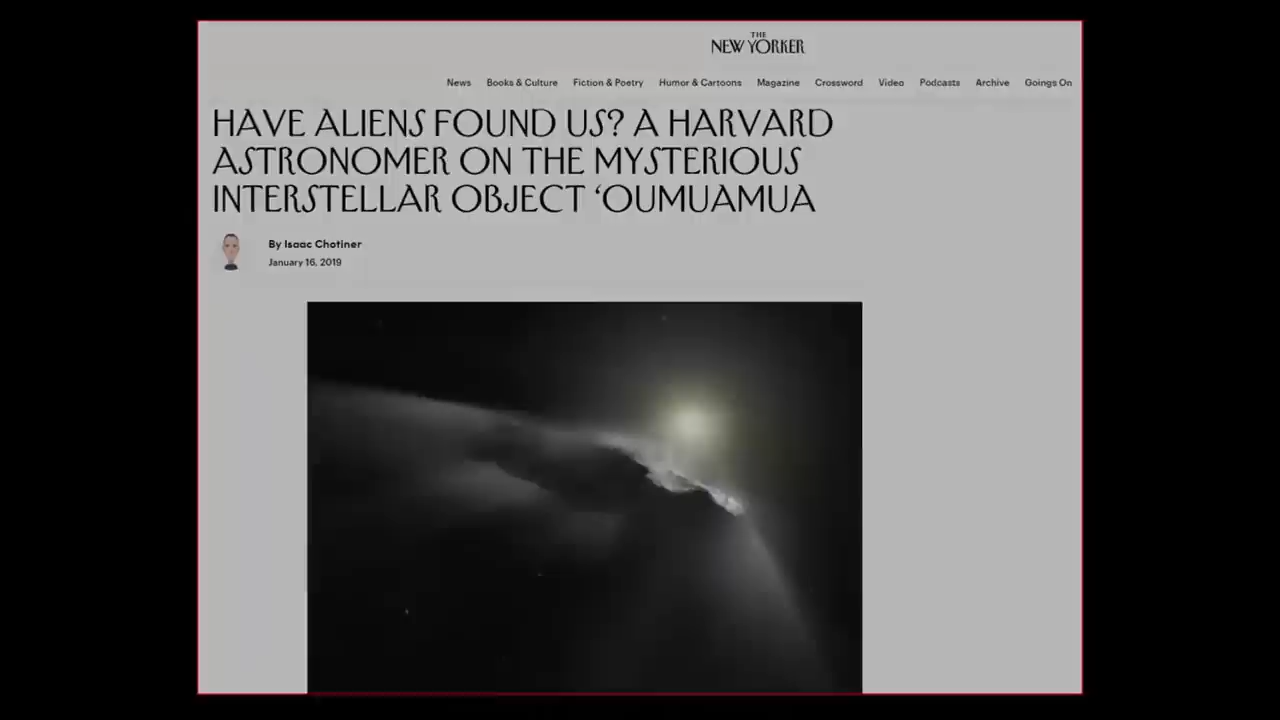 THE
NEW YORKER
News Books & Culture Fiction & Poetry Humor & Cartoons Magazine Crossword Video Podcasts Archive Goings On
HAVE ALIENS FOUND US? A HARVARD
ASTRONOMER ON THE MYSTERIOUS
INTERSTELLAR OBJECT ‘OUMUAMUA
By Isaac Chotiner
January 16, 2019